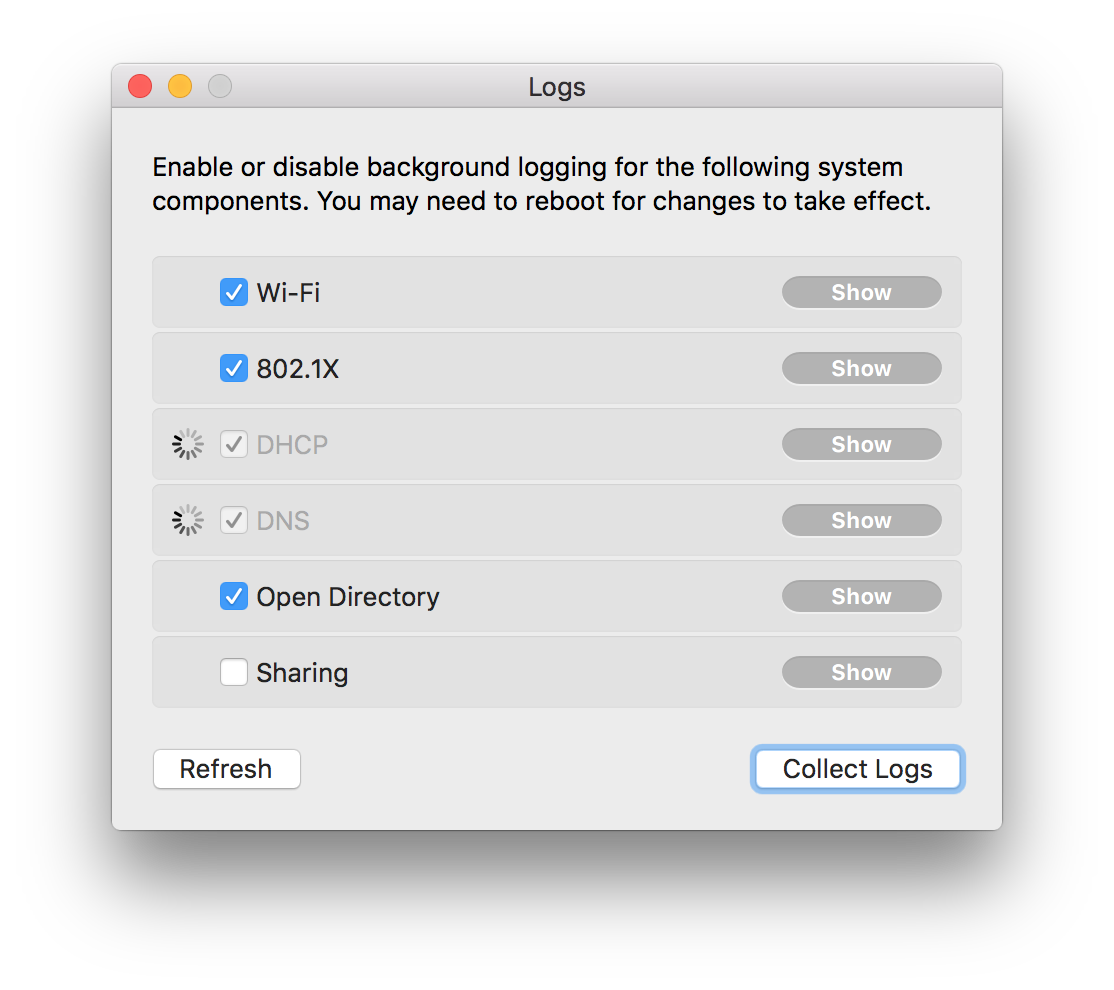 Logs
Enable or disable background logging for the following system
components. You may need to reboot for changes to take effect.
Wi-Fi Show
802.1X Show
DHCP Show
DNS Show
Open Directory Show
Sharing Show
Refresh Collect Logs